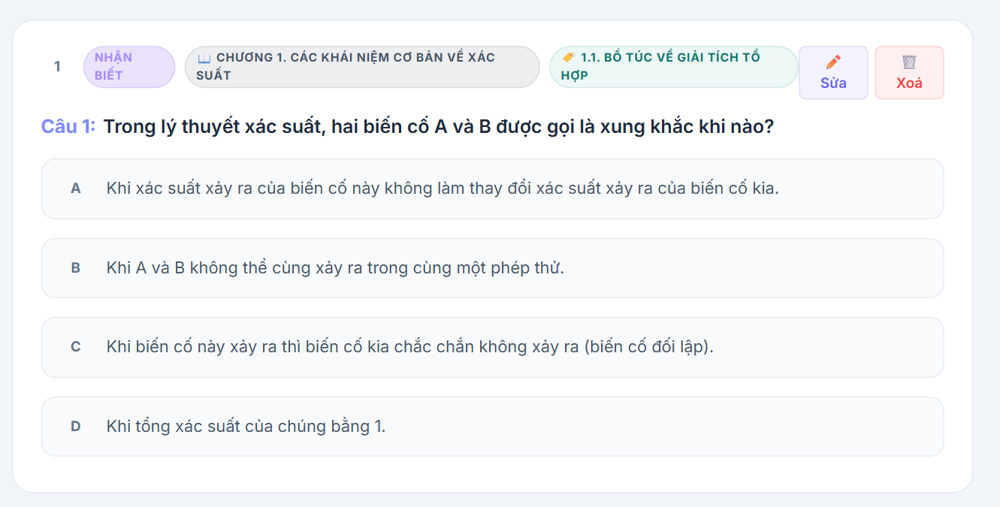 1
NHẬN
BIẾT
📖 CHƯƠNG 1. CÁC KHÁI NIỆM CƠ BẢN VỀ XÁC
SUẤT
🏷️ 1.1. BỔ TÚC VỀ GIẢI TÍCH TỔ
HỢP
✏️
Sửa
🗑️
Xoá
Câu 1: Trong lý thuyết xác suất, hai biến cố A và B được gọi là xung khắc khi nào?
A Khi xác suất xảy ra của biến cố này không làm thay đổi xác suất xảy ra của biến cố kia.
B Khi A và B không thể cùng xảy ra trong cùng một phép thử.
C Khi biến cố này xảy ra thì biến cố kia chắc chắn không xảy ra (biến cố đối lập).
D Khi tổng xác suất của chúng bằng 1.